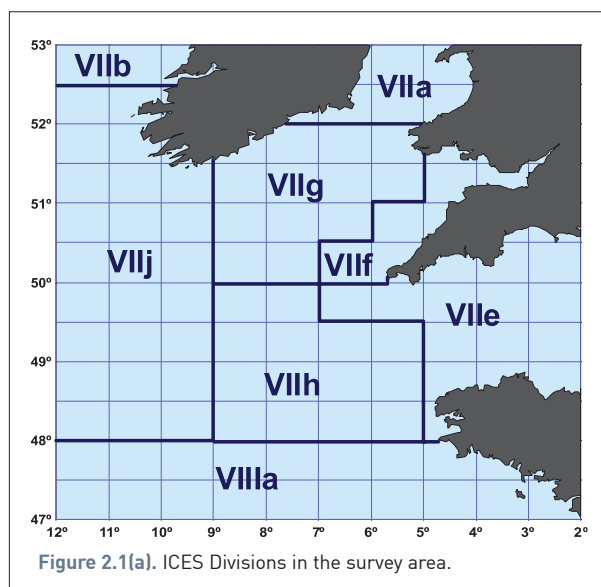 53°
VIIb
VIIa
52°
VIIg
51°
VIIj
VIIf
50°
VIIe
49°
VIIh
48°
VIIIa
47°
12° 11° 10° 9° 8° 7° 6° 5° 4° 3° 2°
Figure 2.1(a). ICES Divisions in the survey area.